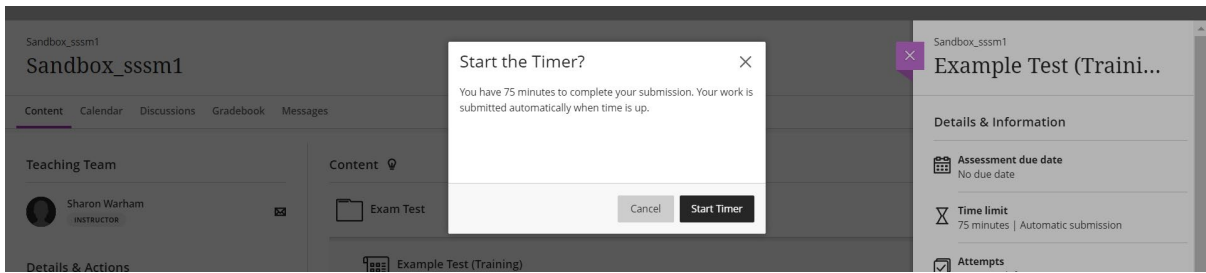 Sandbox_sssm1
Sandbox_sssm1
Content Calendar Discussions Gradebook Messages
Teaching Team
Sharon Warham
INSTRUCTOR
Details & Actions
Content
Exam Test
Example Test (Training)
Start the Timer?
You have 75 minutes to complete your submission. Your work is
submitted automatically when time is up.
Cancel Start Timer
Sandbox_sssm1
Example Test (Traini...
Details & Information
Assessment due date
No due date
Time limit
75 minutes | Automatic submission
Attempts